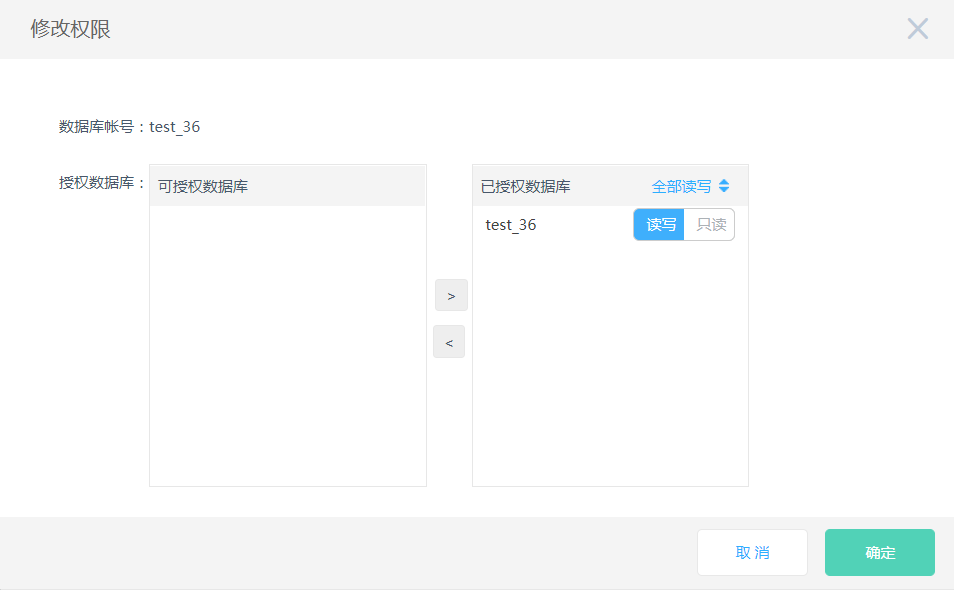 修改权限
数据库帐号：test_36
授权数据库：
可授权数据库
已授权数据库 全部读写
test_36 读写 只读
>
<
取 消 确定